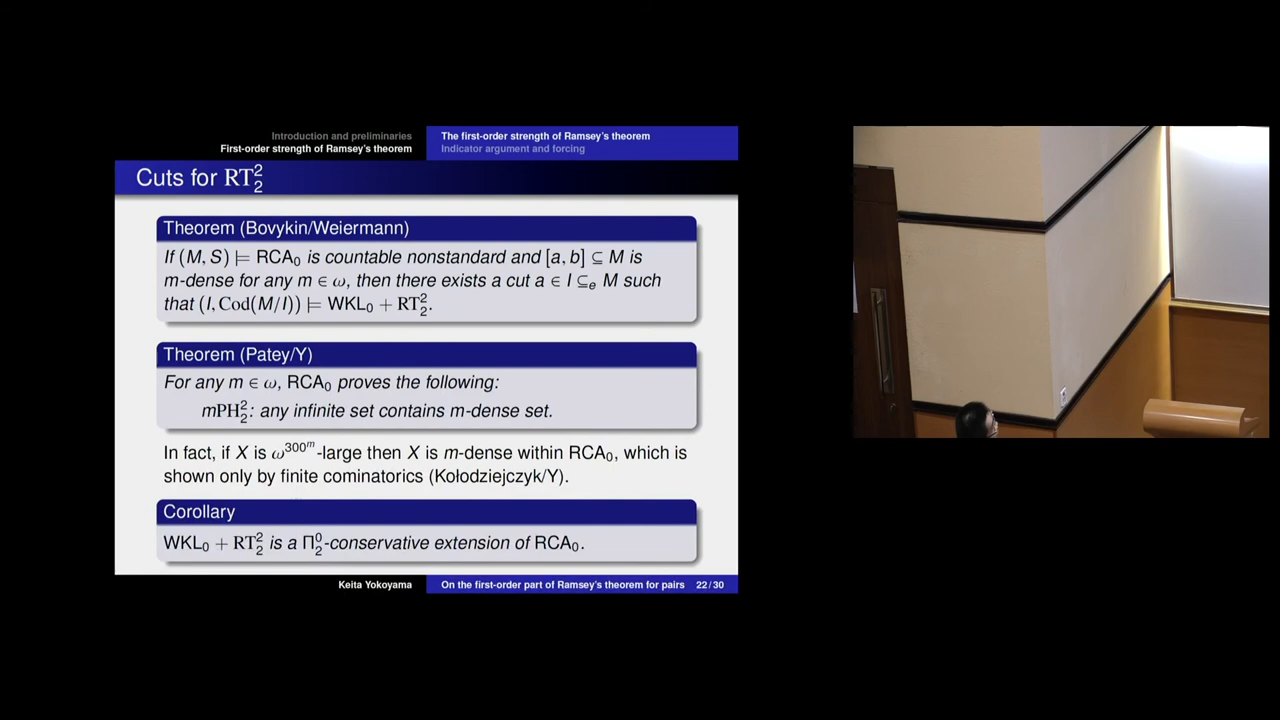 Introduction and preliminaries
First-order strength of Ramsey's theorem
The first-order strength of Ramsey's theorem
Indicator argument and forcing
Cuts for RT²₂
Theorem (Bovykin/Weiermann)
If (M, S) ⊨ RCA₀ is countable nonstandard and [a, b] ⊆ M is
m-dense for any m ∈ ω, then there exists a cut a ∈ I ⊆ₑ M such
that (I, Cod(M/I)) ⊨ WKL₀ + RT²₂.
Theorem (Patey/Y)
For any m ∈ ω, RCA₀ proves the following:
mPH²₂: any infinite set contains m-dense set.
In fact, if X is ω^{300^m}-large then X is m-dense within RCA₀, which is
shown only by finite cominatorics (Kołodziejczyk/Y).
Corollary
WKL₀ + RT²₂ is a Π⁰₂-conservative extension of RCA₀.
Keita Yokoyama
On the first-order part of Ramsey's theorem for pairs 22 / 30